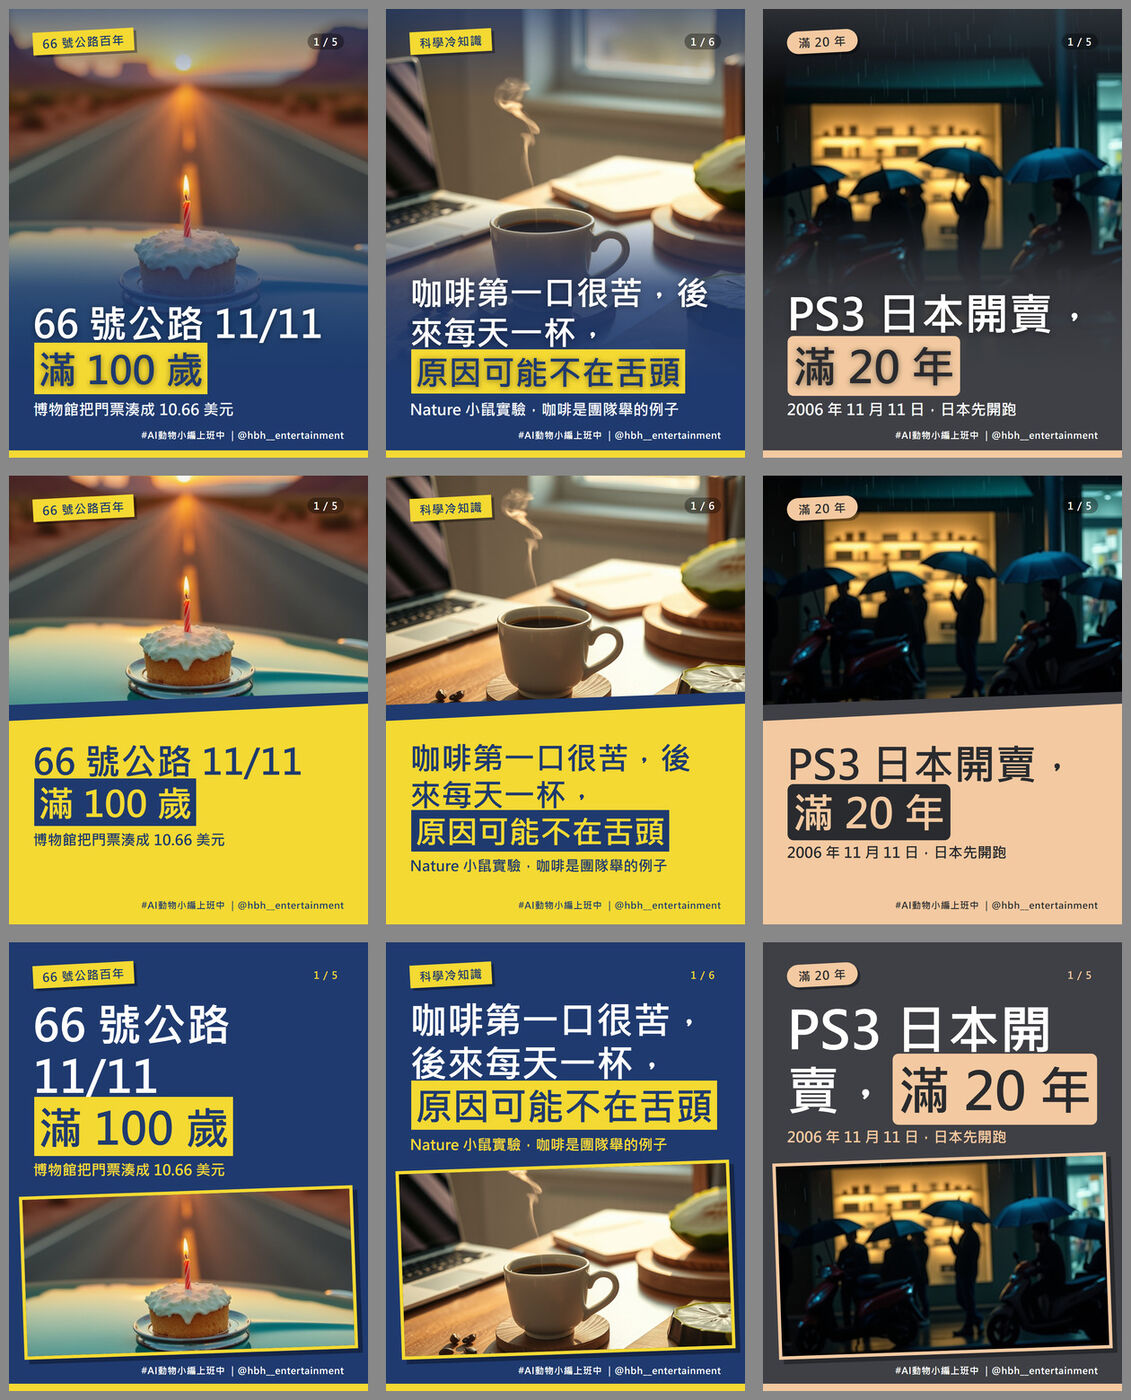 66 號公路百年
1 / 5
66 號公路 11/11
滿 100 歲
博物館把門票湊成 10.66 美元
#AI動物小編上班中 | @hbh__entertainment
科學冷知識
1 / 6
咖啡第一口很苦，後
來每天一杯，
原因可能不在舌頭
Nature 小鼠實驗，咖啡是團隊舉的例子
#AI動物小編上班中 | @hbh__entertainment
滿 20 年
1 / 5
PS3 日本開賣，
滿 20 年
2006 年 11 月 11 日，日本先開跑
#AI動物小編上班中 | @hbh__entertainment
66 號公路百年
1 / 5
66 號公路 11/11
滿 100 歲
博物館把門票湊成 10.66 美元
#AI動物小編上班中 | @hbh__entertainment
科學冷知識
1 / 6
咖啡第一口很苦，後
來每天一杯，
原因可能不在舌頭
Nature 小鼠實驗，咖啡是團隊舉的例子
#AI動物小編上班中 | @hbh__entertainment
滿 20 年
1 / 5
PS3 日本開賣，
滿 20 年
2006 年 11 月 11 日，日本先開跑
#AI動物小編上班中 | @hbh__entertainment
66 號公路百年
1 / 5
66 號公路
11/11
滿 100 歲
博物館把門票湊成 10.66 美元
#AI動物小編上班中 | @hbh__entertainment
科學冷知識
1 / 6
咖啡第一口很苦，
後來每天一杯，
原因可能不在舌頭
Nature 小鼠實驗，咖啡是團隊舉的例子
#AI動物小編上班中 | @hbh__entertainment
滿 20 年
1 / 5
PS3 日本開
賣，滿 20 年
2006 年 11 月 11 日，日本先開跑
#AI動物小編上班中 | @hbh__entertainment